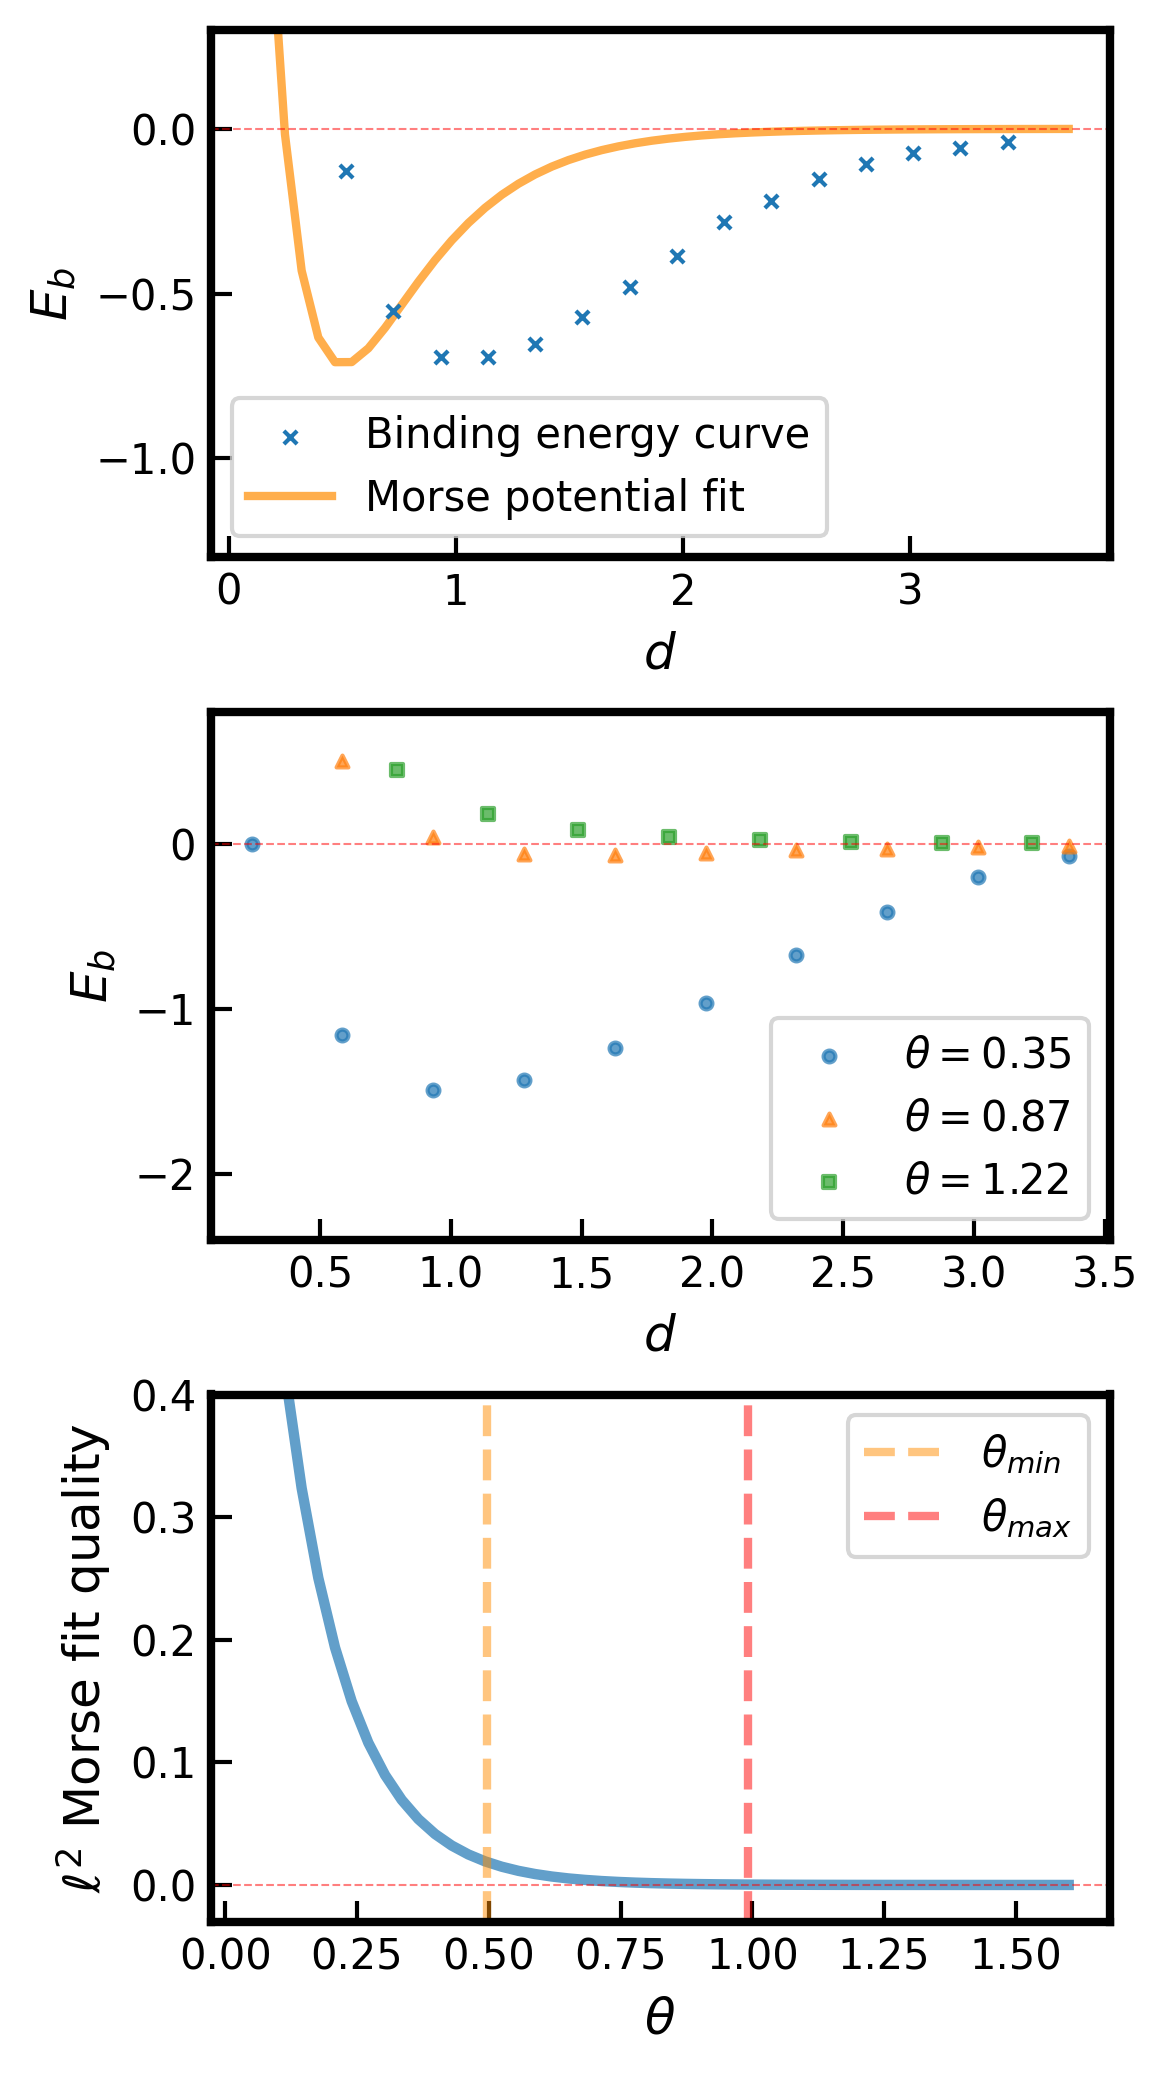 0.0
−0.5
−1.0
E_b
Binding energy curve
Morse potential fit
0 1 2 3
d
0
−1
−2
E_b
θ = 0.35
θ = 0.87
θ = 1.22
0.5 1.0 1.5 2.0 2.5 3.0 3.5
d
0.4
0.3
0.2
0.1
0.0
ℓ² Morse fit quality
θ_min
θ_max
0.00 0.25 0.50 0.75 1.00 1.25 1.50
θ